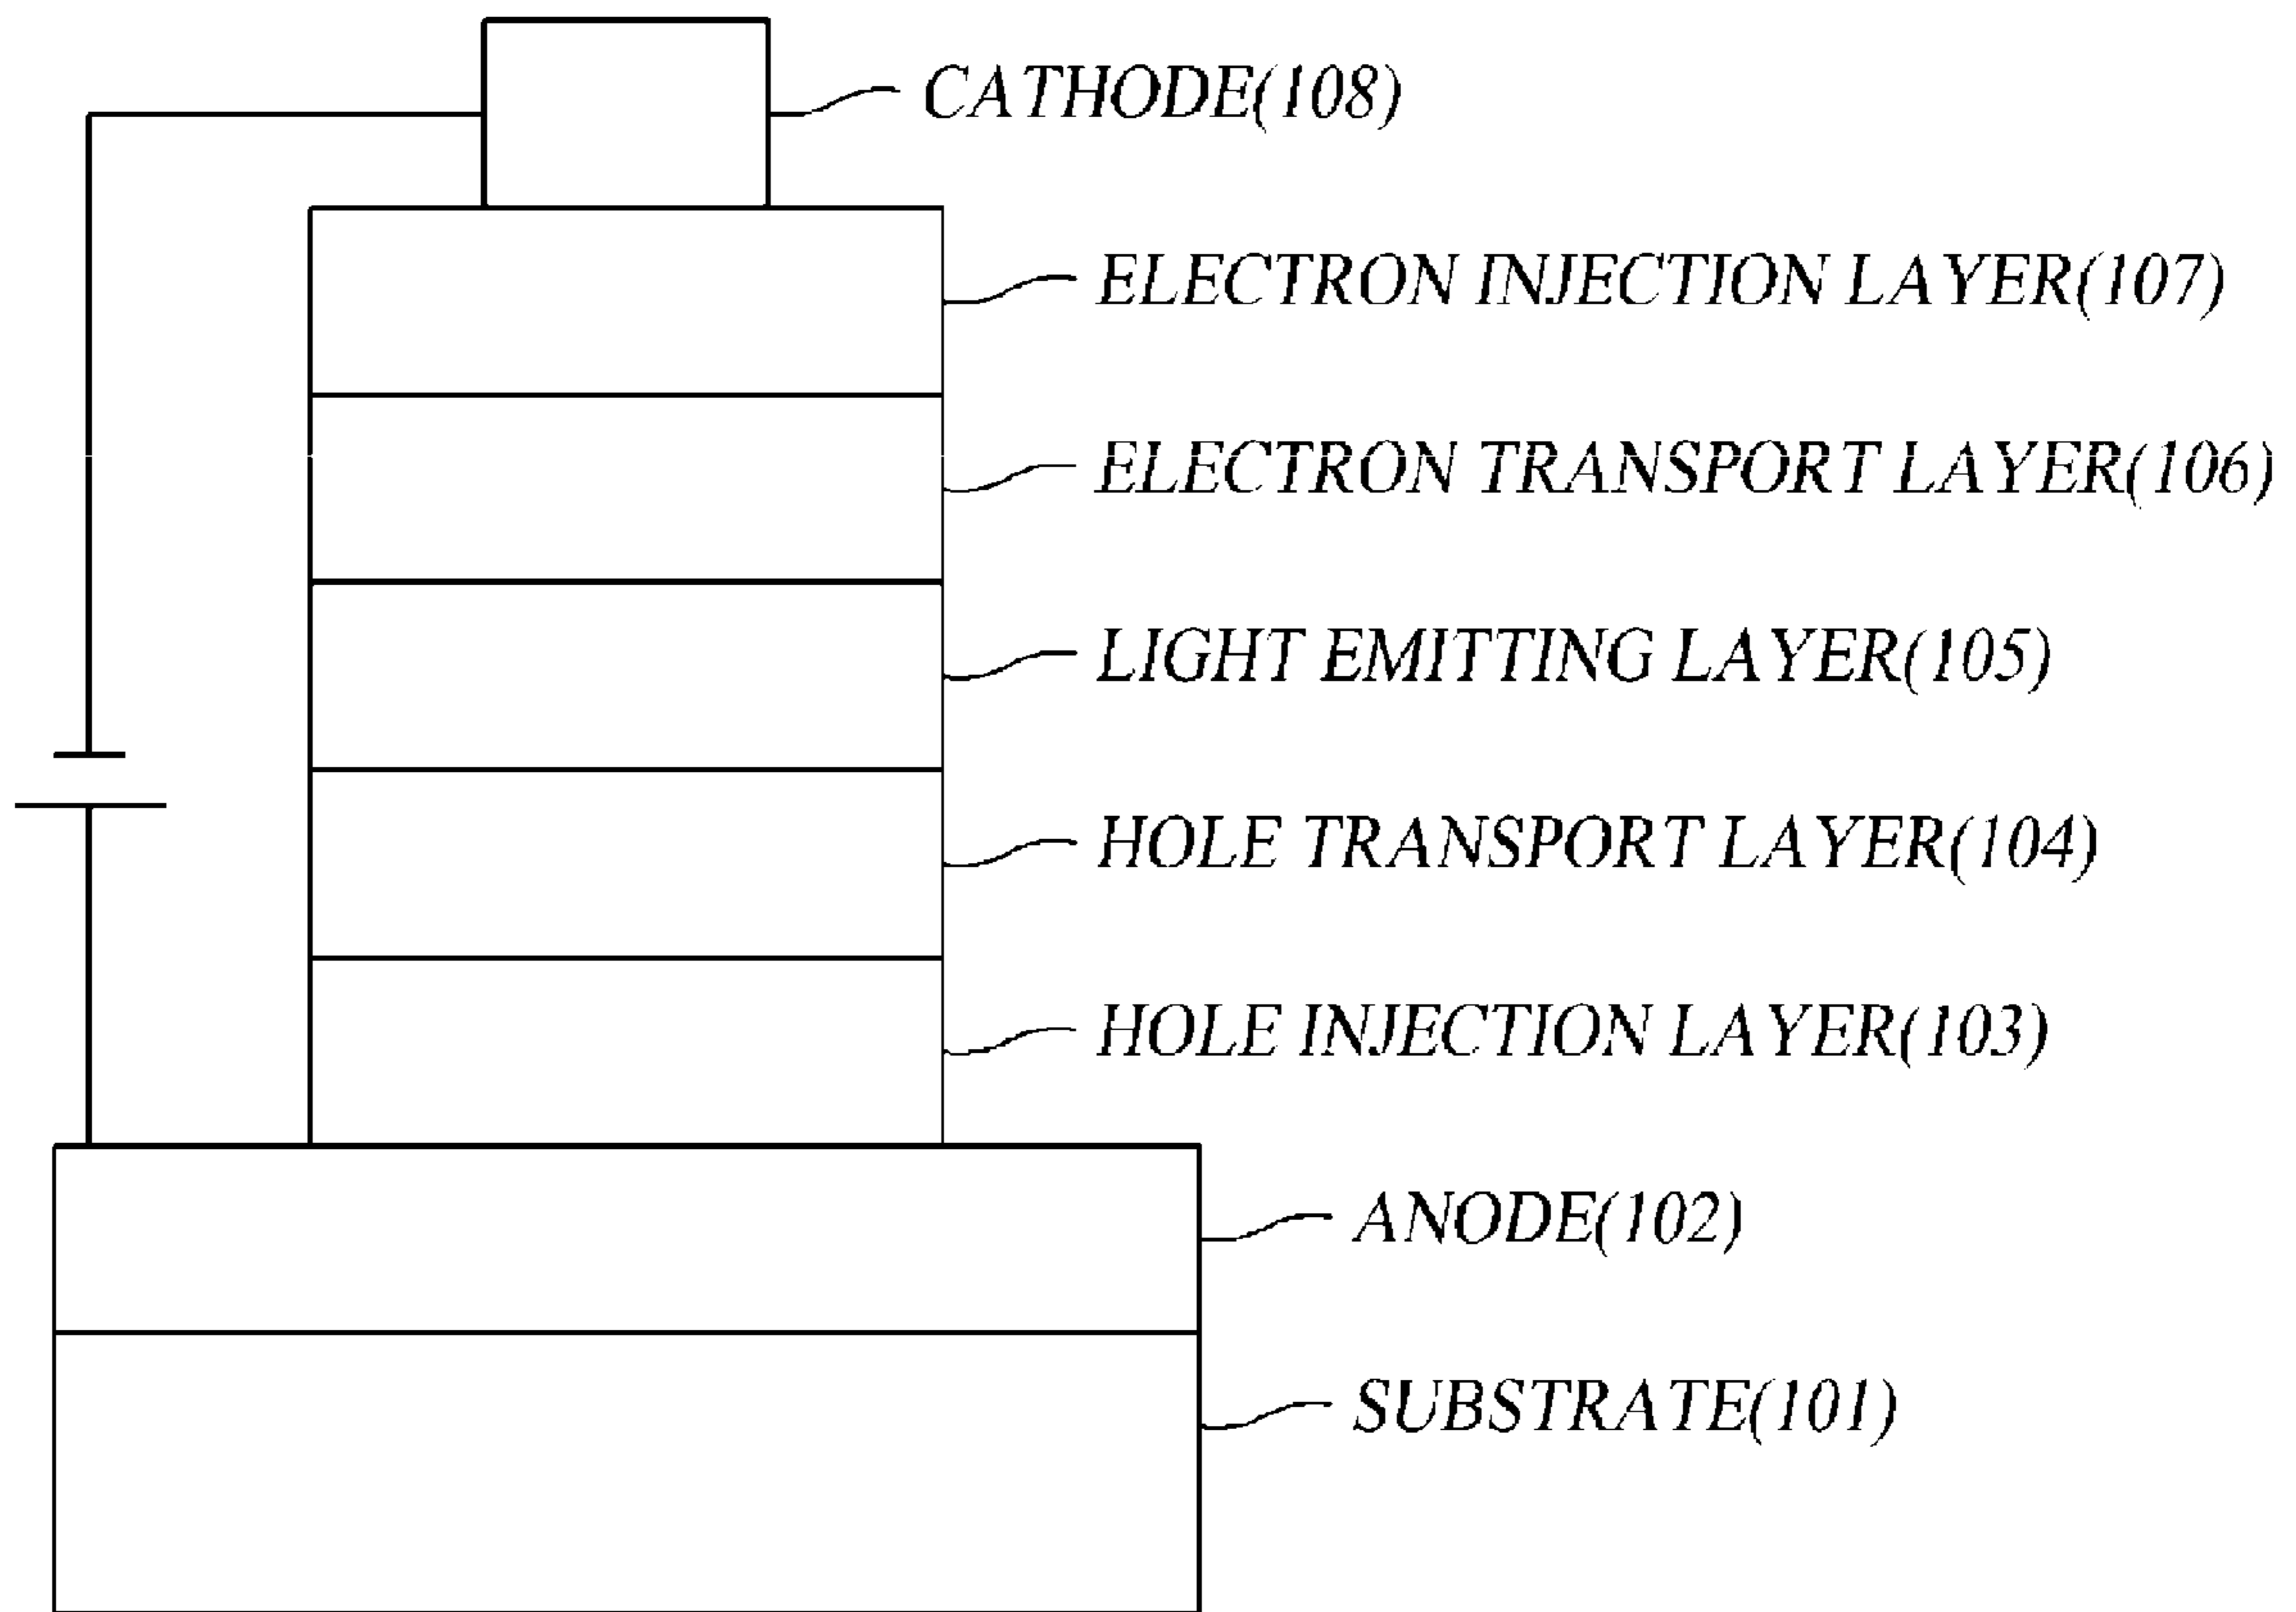 CATHODE(108)
ELECTRON INJECTION LAYER(107)
ELECTRON TRANSPORT LAYER(106)
LIGHT EMITTING LAYER(105)
HOLE TRANSPORT LAYER(104)
HOLE INJECTION LAYER(103)
ANODE(102)
SUBSTRATE(101)